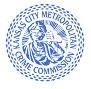 KANSAS CITY METROPOLITAN
CRIME COMMISSION